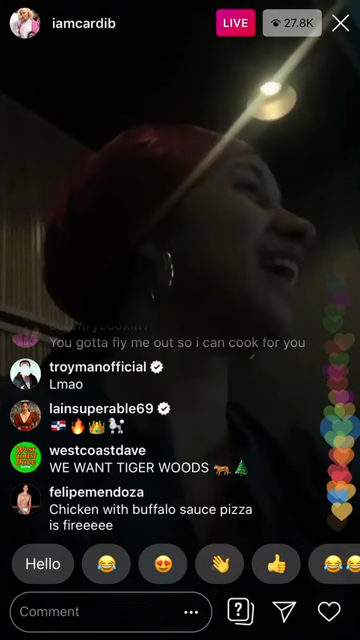 iamcardib
LIVE
27.8K
You gotta fly me out so i can cook for you
troymanofficial
Lmao
lainsuperable69
🇩🇴🔥👑🐩
westcoastdave
WE WANT TIGER WOODS 🐅🌲
felipemendoza
Chicken with buffalo sauce pizza
is fireeeee
Hello 😂 😍 👋 👍 😂😂
Comment